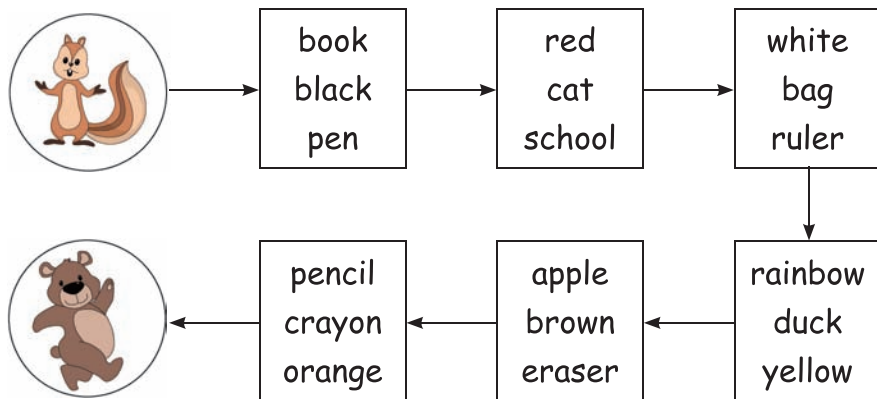 book
black
pen
red
cat
school
white
bag
ruler
rainbow
duck
yellow
apple
brown
eraser
pencil
crayon
orange